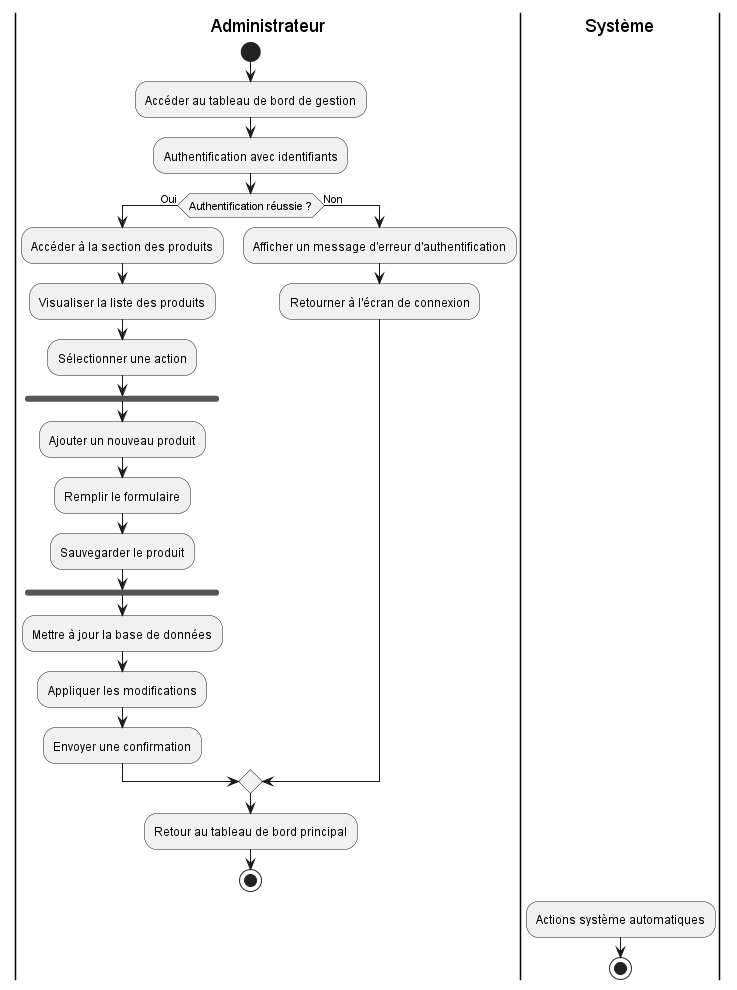 Administrateur
Système
Accéder au tableau de bord de gestion
Authentification avec identifiants
Oui
Authentification réussie ?
Non
Accéder à la section des produits
Afficher un message d'erreur d'authentification
Visualiser la liste des produits
Retourner à l'écran de connexion
Sélectionner une action
Ajouter un nouveau produit
Remplir le formulaire
Sauvegarder le produit
Mettre à jour la base de données
Appliquer les modifications
Envoyer une confirmation
Retour au tableau de bord principal
Actions système automatiques